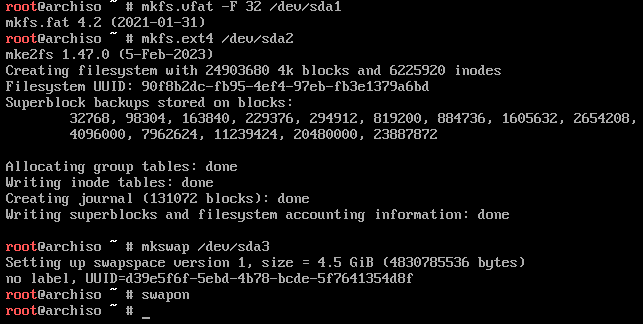 root@archiso ~ # mkfs.vfat -F 32 /dev/sda1
mkfs.fat 4.2 (2021-01-31)
root@archiso ~ # mkfs.ext4 /dev/sda2
mke2fs 1.47.0 (5-Feb-2023)
Creating filesystem with 24903680 4k blocks and 6225920 inodes
Filesystem UUID: 90f8b2dc-fb95-4ef4-97eb-fb3e1379a6bd
Superblock backups stored on blocks:
32768, 98304, 163840, 229376, 294912, 819200, 884736, 1605632, 2654208,
4096000, 7962624, 11239424, 20480000, 23887872
Allocating group tables: done
Writing inode tables: done
Creating journal (131072 blocks): done
Writing superblocks and filesystem accounting information: done
root@archiso ~ # mkswap /dev/sda3
Setting up swapspace version 1, size = 4.5 GiB (4830785536 bytes)
no label, UUID=d39e5f6f-5ebd-4b78-bcde-5f7641354d8f
root@archiso ~ # swapon
root@archiso ~ # _